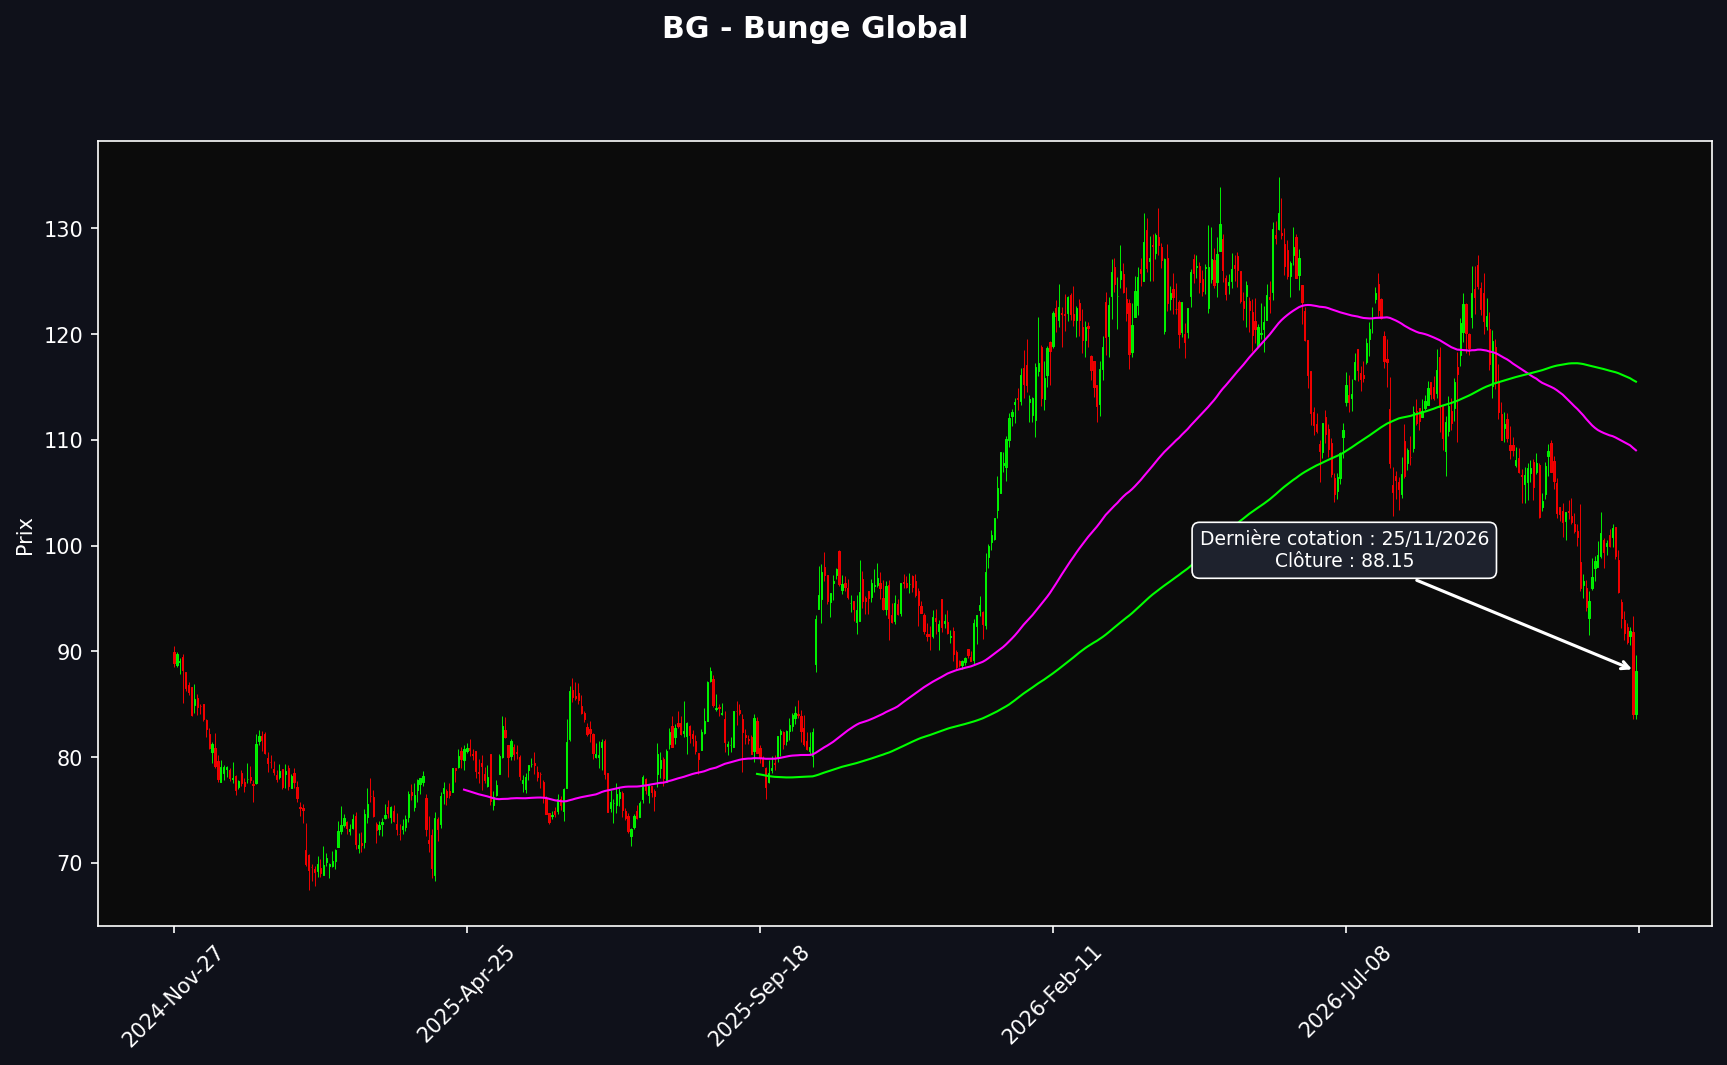 BG - Bunge Global
Prix
130
120
110
100
90
80
70
Dernière cotation : 25/11/2026
Clôture : 88.15
2024-Nov-27
2025-Apr-25
2025-Sep-18
2026-Feb-11
2026-Jul-08